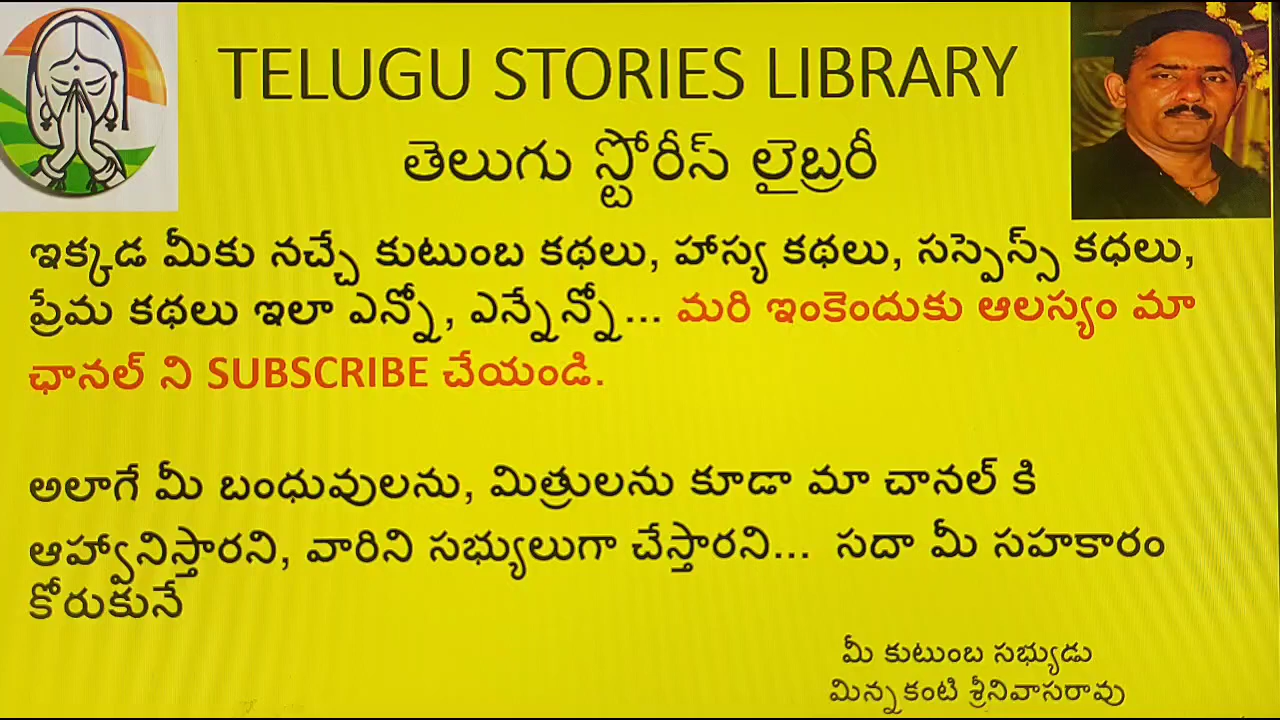 TELUGU STORIES LIBRARY
తెలుగు స్టోరీస్ లైబ్రరీ
ఇక్కడ మీకు నచ్చే కుటుంబ కథలు, హాస్య కథలు, సస్పెన్స్ కధలు,
ప్రేమ కథలు ఇలా ఎన్నో, ఎన్నేన్నో... మరి ఇంకెందుకు ఆలస్యం మా
ఛానల్ ని SUBSCRIBE చేయండి.
అలాగే మీ బంధువులను, మిత్రులను కూడా మా చానల్ కి
ఆహ్వానిస్తారని, వారిని సభ్యులుగా చేస్తారని... సదా మీ సహకారం
కోరుకునే
మీ కుటుంబ సభ్యుడు
మిన్నకంటి శ్రీనివాసరావు